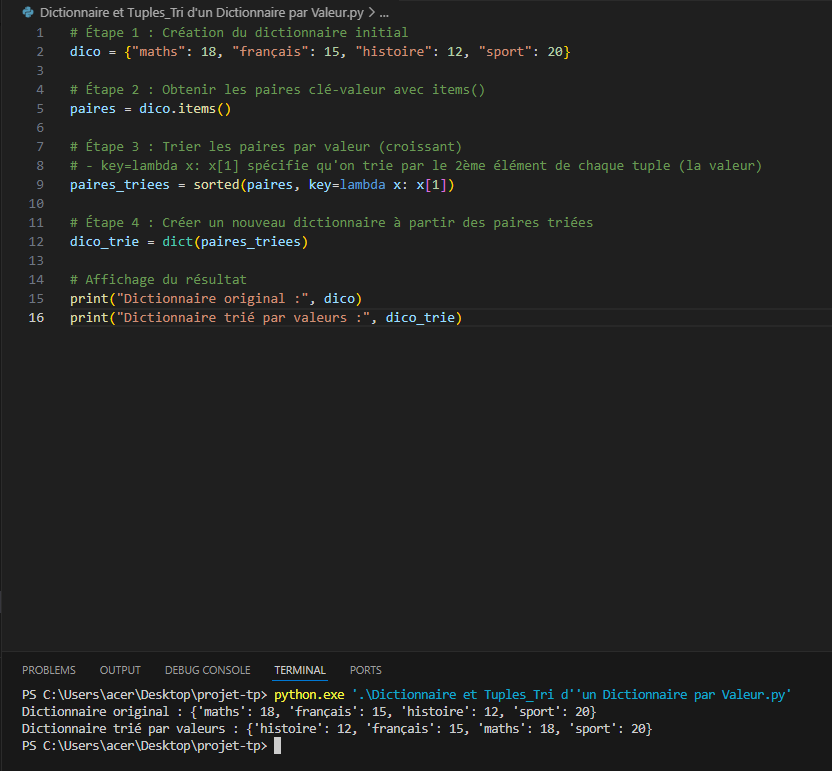 Dictionnaire et Tuples_Tri d'un Dictionnaire par Valeur.py > ...
1 # Étape 1 : Création du dictionnaire initial
2 dico = {"maths": 18, "français": 15, "histoire": 12, "sport": 20}
3
4 # Étape 2 : Obtenir les paires clé-valeur avec items()
5 paires = dico.items()
6
7 # Étape 3 : Trier les paires par valeur (croissant)
8 # - key=lambda x: x[1] spécifie qu'on trie par le 2ème élément de chaque tuple (la valeur)
9 paires_triees = sorted(paires, key=lambda x: x[1])
10
11 # Étape 4 : Créer un nouveau dictionnaire à partir des paires triées
12 dico_trie = dict(paires_triees)
13
14 # Affichage du résultat
15 print("Dictionnaire original :", dico)
16 print("Dictionnaire trié par valeurs :", dico_trie)
PROBLEMS OUTPUT DEBUG CONSOLE TERMINAL PORTS
PS C:\Users\acer\Desktop\projet-tp> python.exe '.\Dictionnaire et Tuples_Tri d''un Dictionnaire par Valeur.py'
Dictionnaire original : {'maths': 18, 'français': 15, 'histoire': 12, 'sport': 20}
Dictionnaire trié par valeurs : {'histoire': 12, 'français': 15, 'maths': 18, 'sport': 20}
PS C:\Users\acer\Desktop\projet-tp>